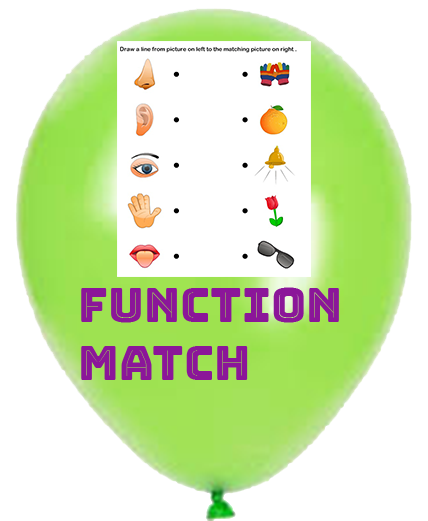 Draw a line from picture on left to the matching picture on right .
FUNCTION
MATCH